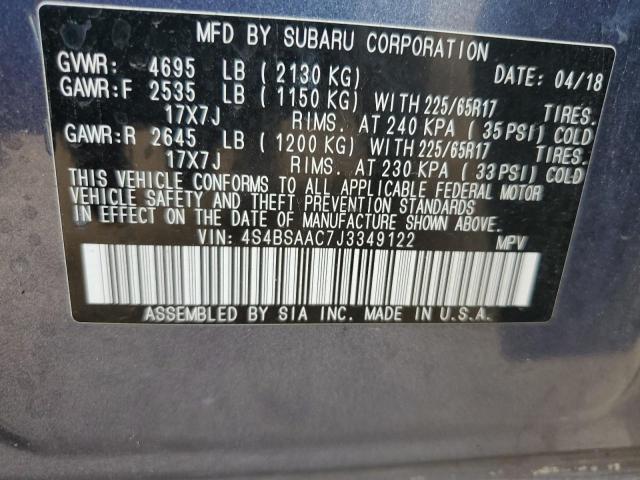 MFD BY SUBARU CORPORATION
GVWR: 4695 LB ( 2130 KG) DATE: 04/18
GAWR:F 2535 LB ( 1150 KG) WITH 225/65R17 TIRES.
17X7J RIMS. AT 240 KPA ( 35 PSI) COLD
GAWR:R 2645 LB ( 1200 KG) WITH 225/65R17 TIRES.
17X7J RIMS. AT 230 KPA ( 33 PSI) COLD
THIS VEHICLE CONFORMS TO ALL APPLICABLE FEDERAL MOTOR
VEHICLE SAFETY AND THEFT PREVENTION STANDARDS
IN EFFECT ON THE DATE OF MANUFACTURE SHOWN ABOVE.
VIN: 4S4BSAAC7J3349122 MPV
ASSEMBLED BY SIA INC. MADE IN U.S.A.